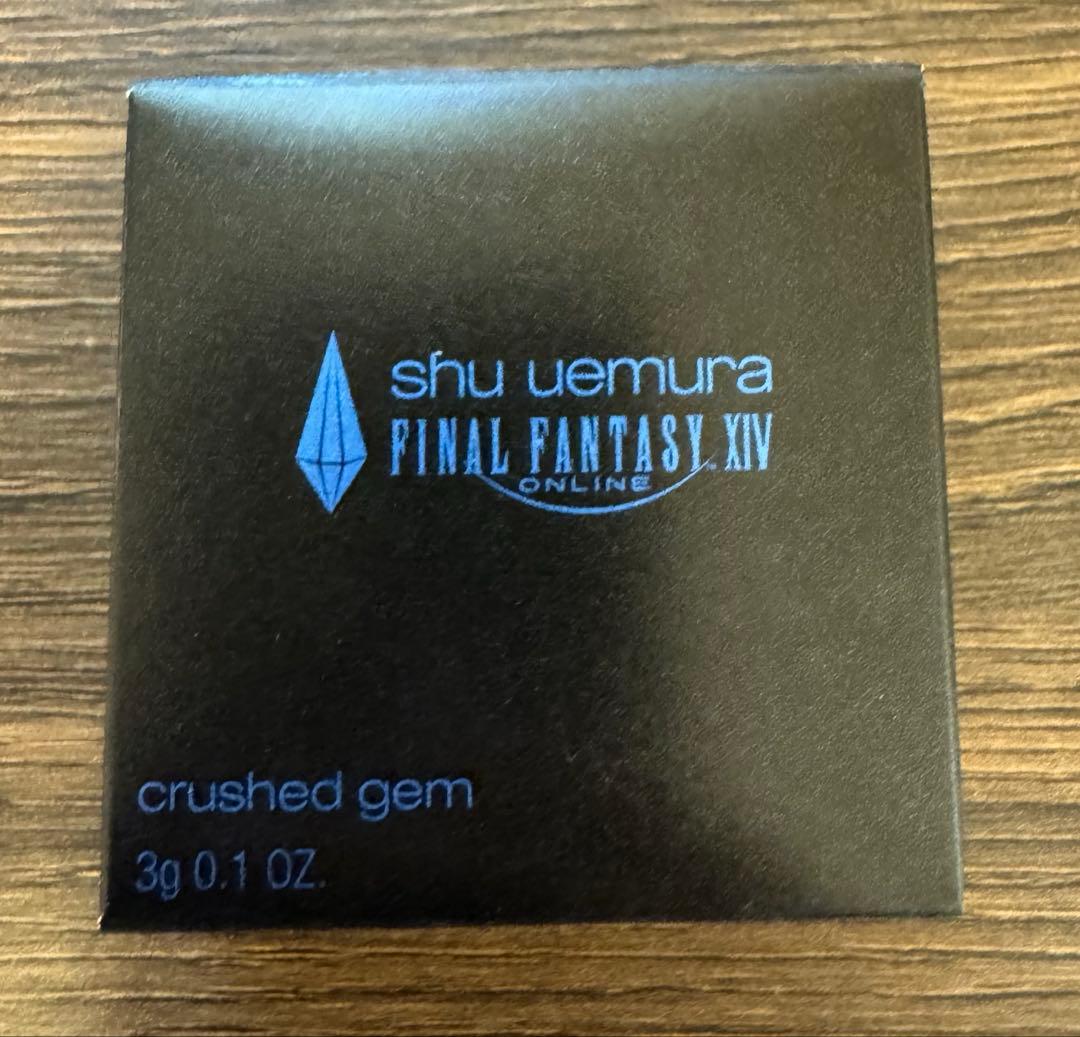 shu uemura
FINAL FANTASY XIV
ONLINE
crushed gem
3g 0.1 OZ.